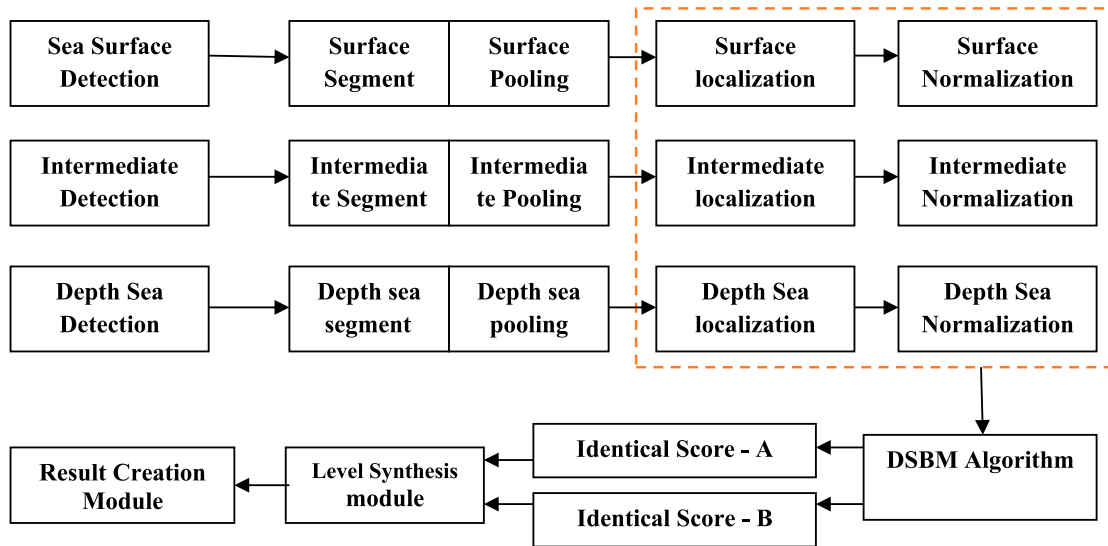 Sea Surface
Detection
Surface
Segment
Surface
Pooling
Surface
localization
Surface
Normalization
Intermediate
Detection
Intermedia
te Segment
Intermedia
te Pooling
Intermediate
localization
Intermediate
Normalization
Depth Sea
Detection
Depth sea
segment
Depth sea
pooling
Depth Sea
localization
Depth Sea
Normalization
Result Creation
Module
Level Synthesis
module
Identical Score - A
Identical Score - B
DSBM Algorithm